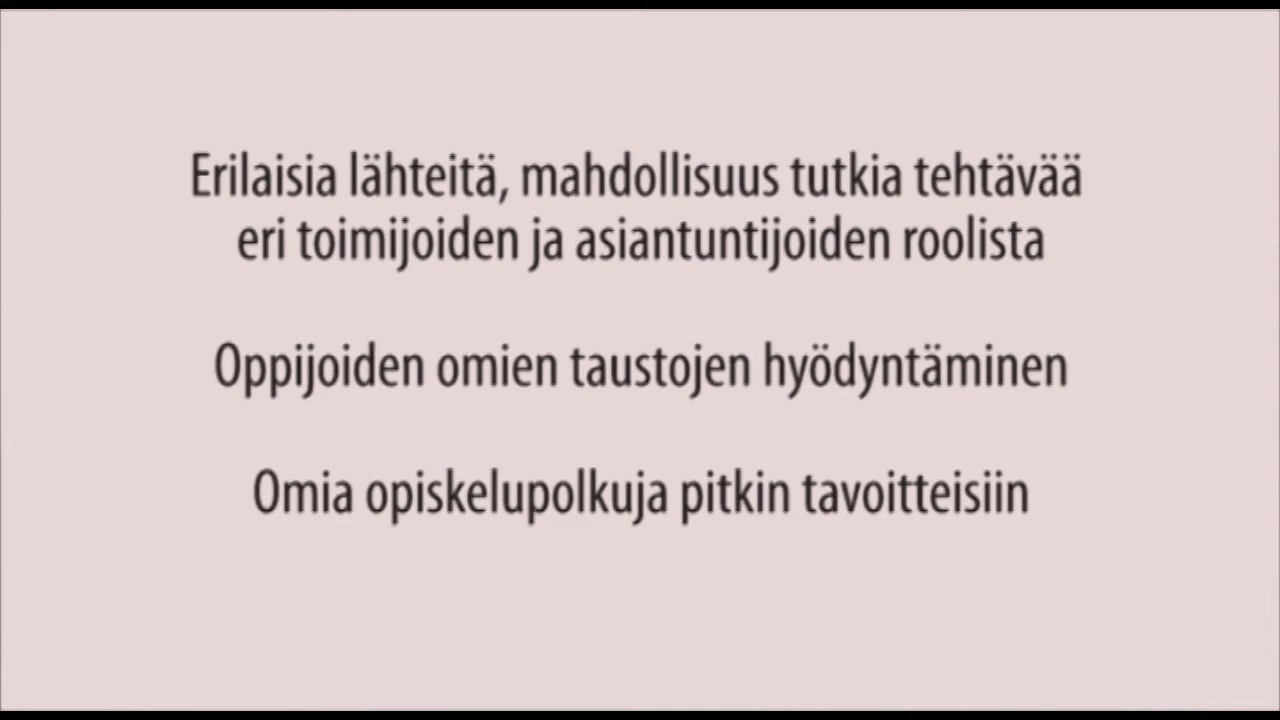 Erilaisia lähteitä, mahdollisuus tutkia tehtävää
eri toimijoiden ja asiantuntijoiden roolista
Oppijoiden omien taustojen hyödyntäminen
Omia opiskelupolkuja pitkin tavoitteisiin